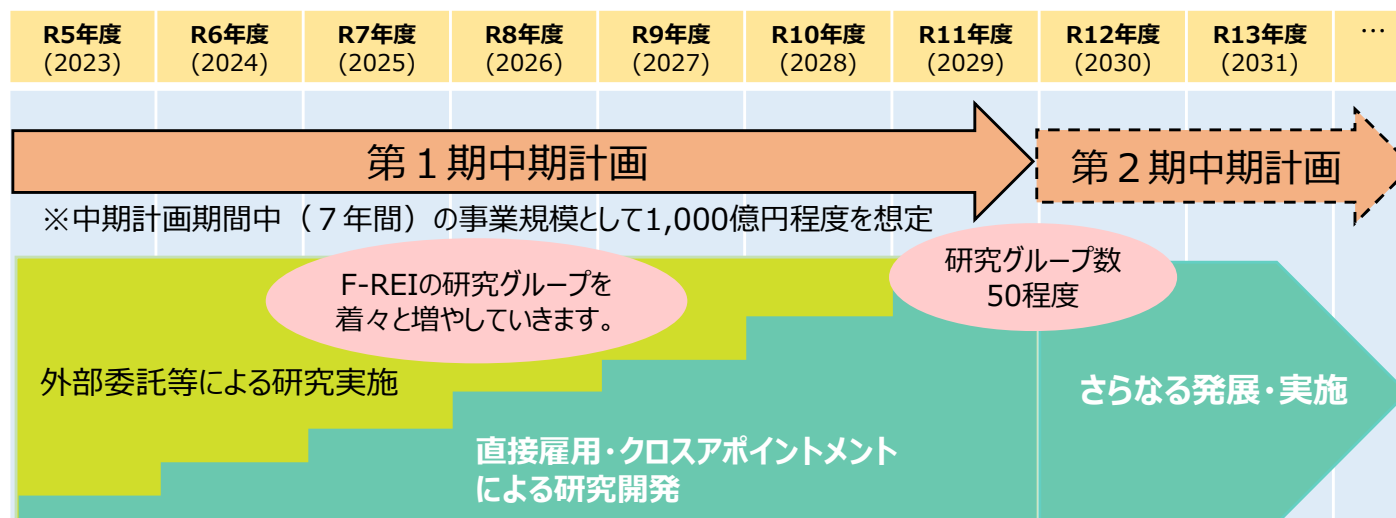 R5年度 R6年度 R7年度 R8年度 R9年度 R10年度 R11年度 R12年度 R13年度 …
(2023) (2024) (2025) (2026) (2027) (2028) (2029) (2030) (2031)
第１期中期計画
第２期中期計画
※中期計画期間中（７年間）の事業規模として1,000億円程度を想定
F-REIの研究グループを
着々と増やしていきます。
研究グループ数
50程度
外部委託等による研究実施
さらなる発展・実施
直接雇用・クロスアポイントメント
による研究開発